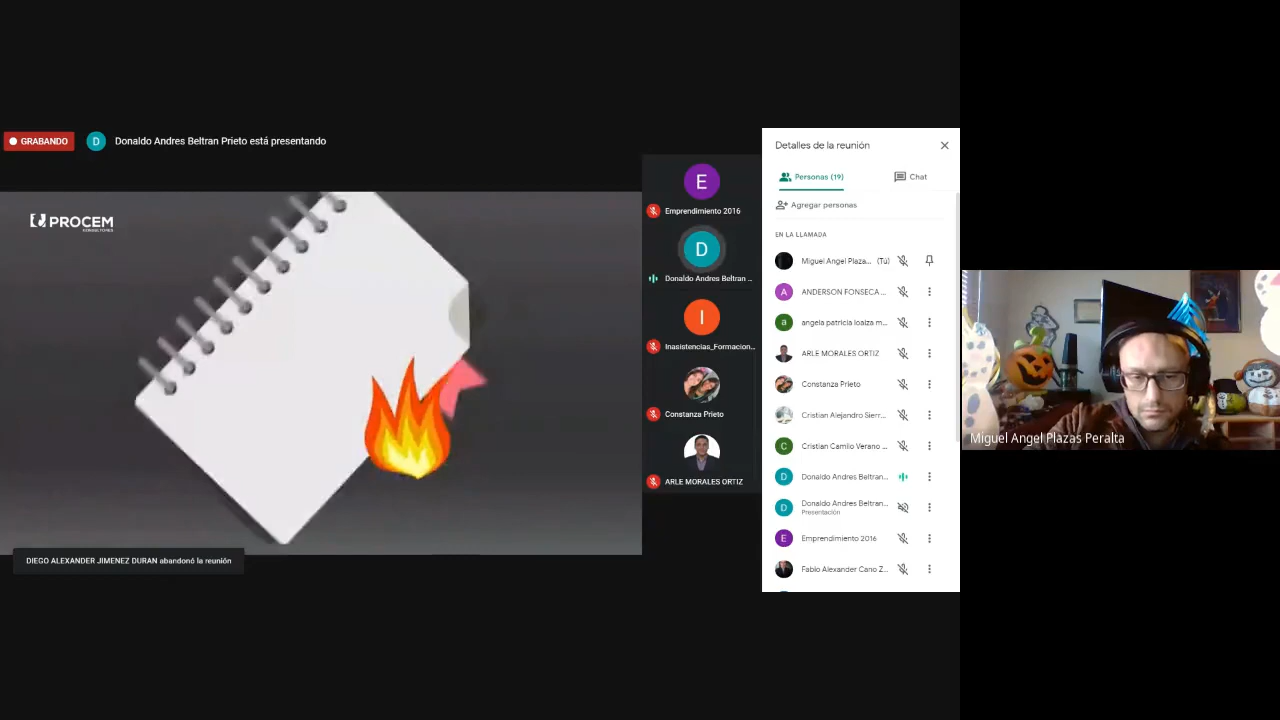 GRABANDO
D
Donaldo Andres Beltran Prieto está presentando
PROCEM
E
Emprendimiento 2016
D
Donaldo Andres Beltran ...
I
Inasistencias_Formacion...
Constanza Prieto
ARLE MORALES ORTIZ
DIEGO ALEXANDER JIMENEZ DURAN abandonó la reunión
Detalles de la reunión
Personas (19)
Chat
Agregar personas
EN LA LLAMADA
Miguel Angel Plaza... (Tú)
A
ANDERSON FONSECA ...
a
angela patricia loaiza m...
ARLE MORALES ORTIZ
Constanza Prieto
Cristian Alejandro Sierr...
C
Cristian Camilo Verano ...
D
Donaldo Andres Beltran...
D
Donaldo Andres Beltran...
Presentación
E
Emprendimiento 2016
Fabio Alexander Cano Z...
Miguel Angel Plazas Peralta